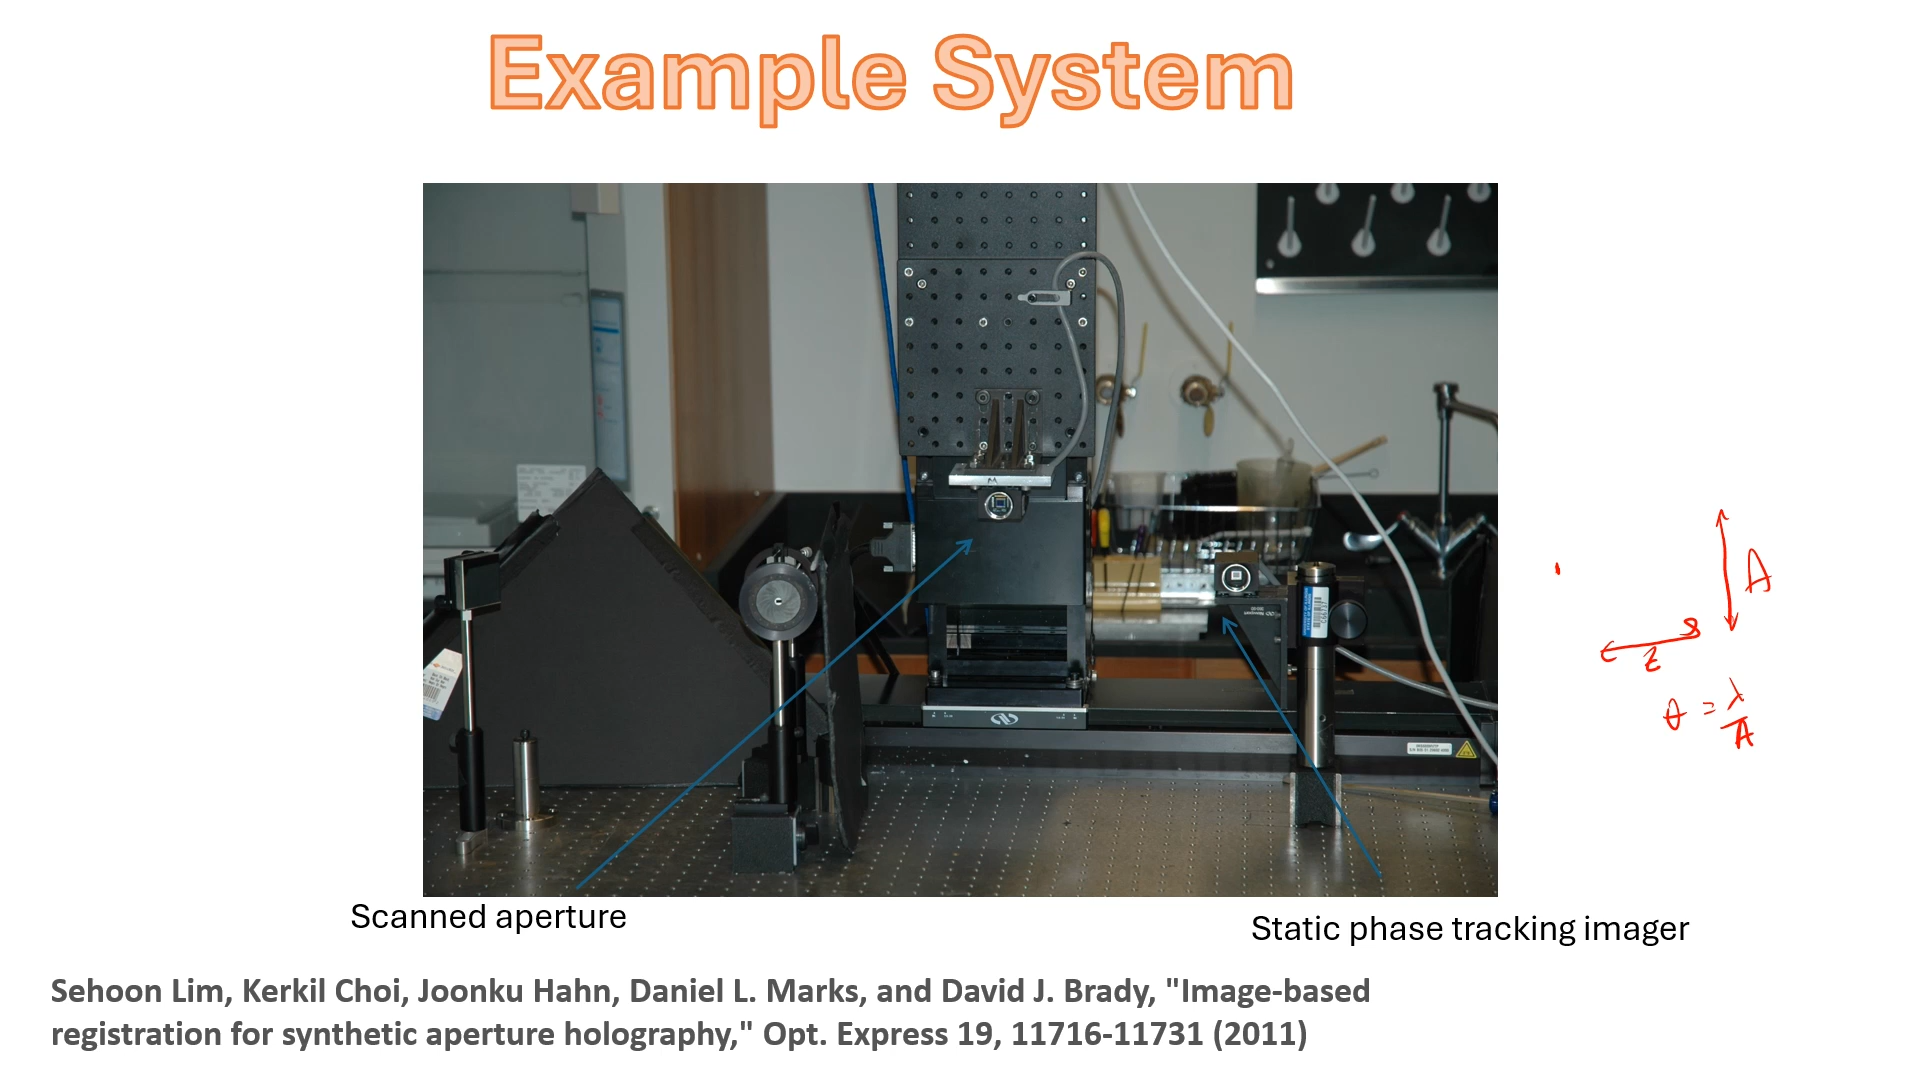 Example System
M
A
z
θ = λ
A
Scanned aperture
Static phase tracking imager
Sehoon Lim, Kerkil Choi, Joonku Hahn, Daniel L. Marks, and David J. Brady, "Image-based
registration for synthetic aperture holography," Opt. Express 19, 11716-11731 (2011)